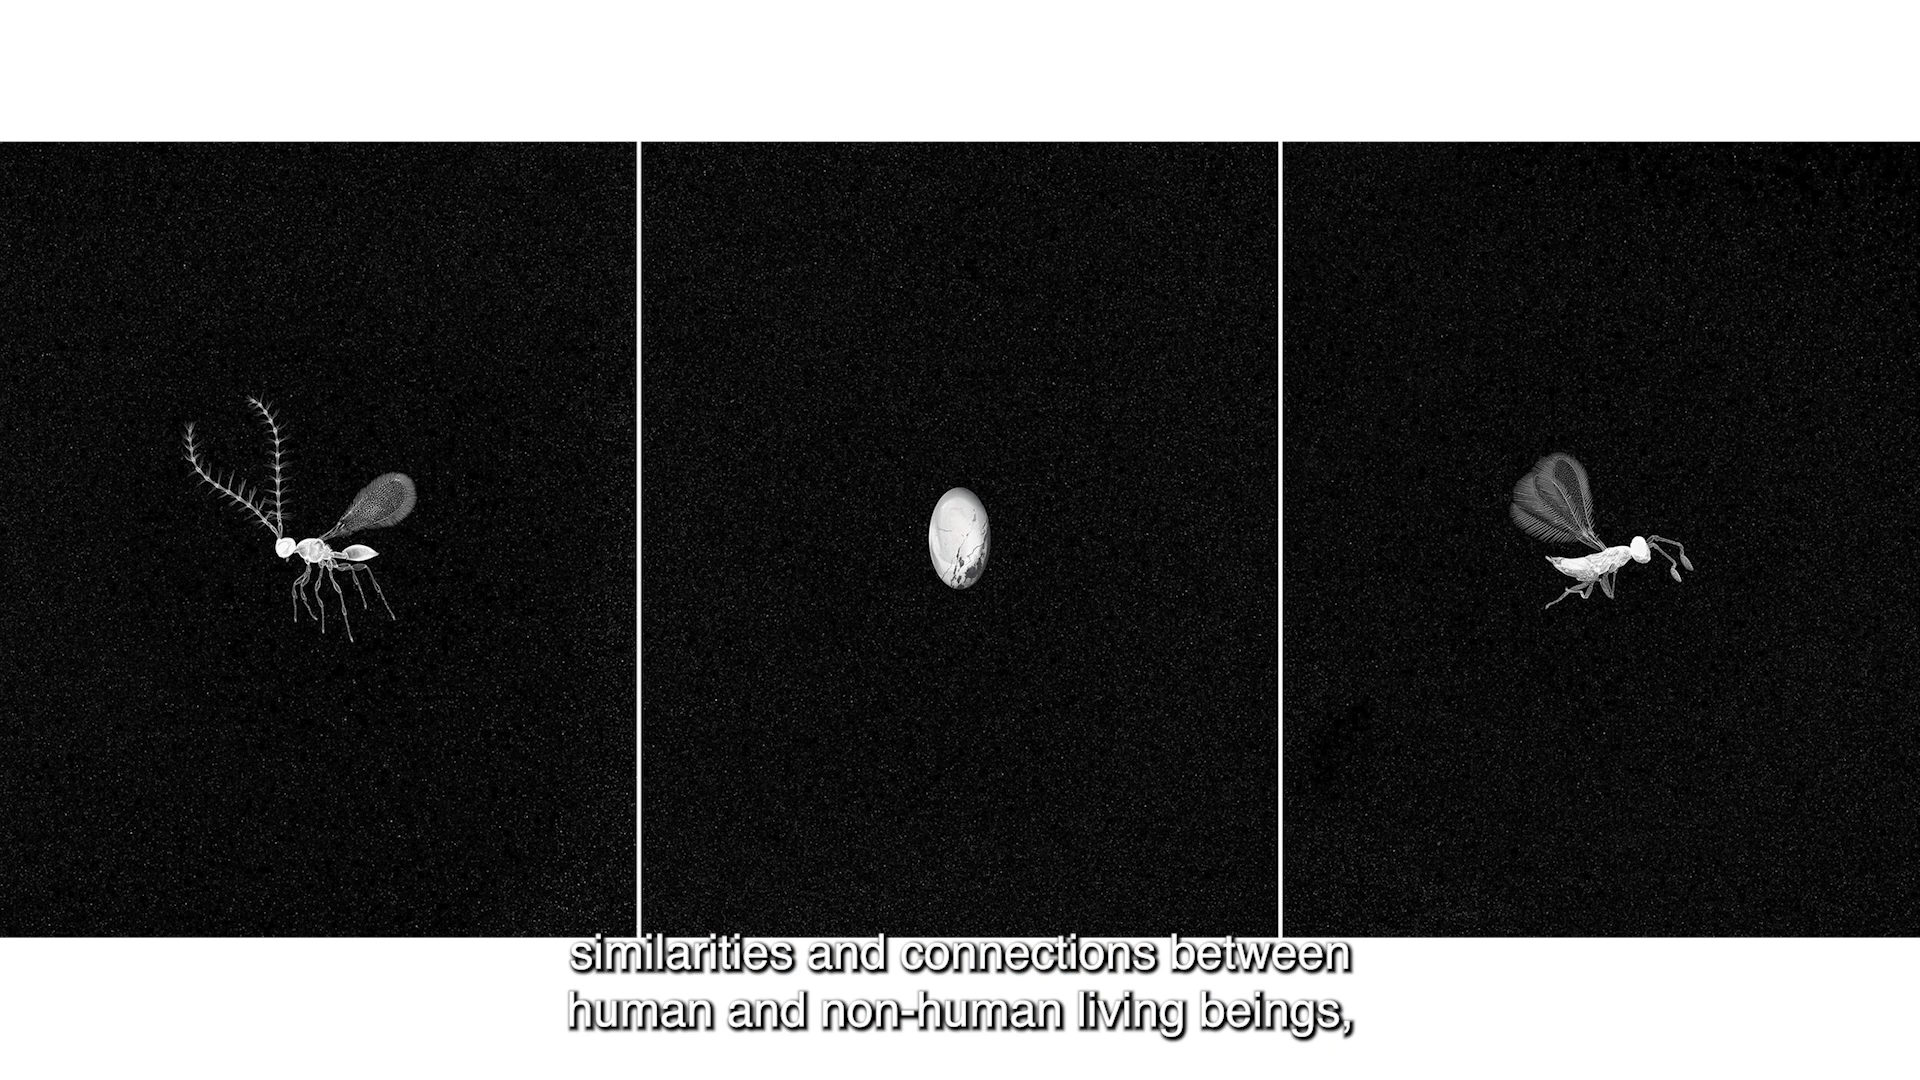 similarities and connections between
human and non-human living beings,